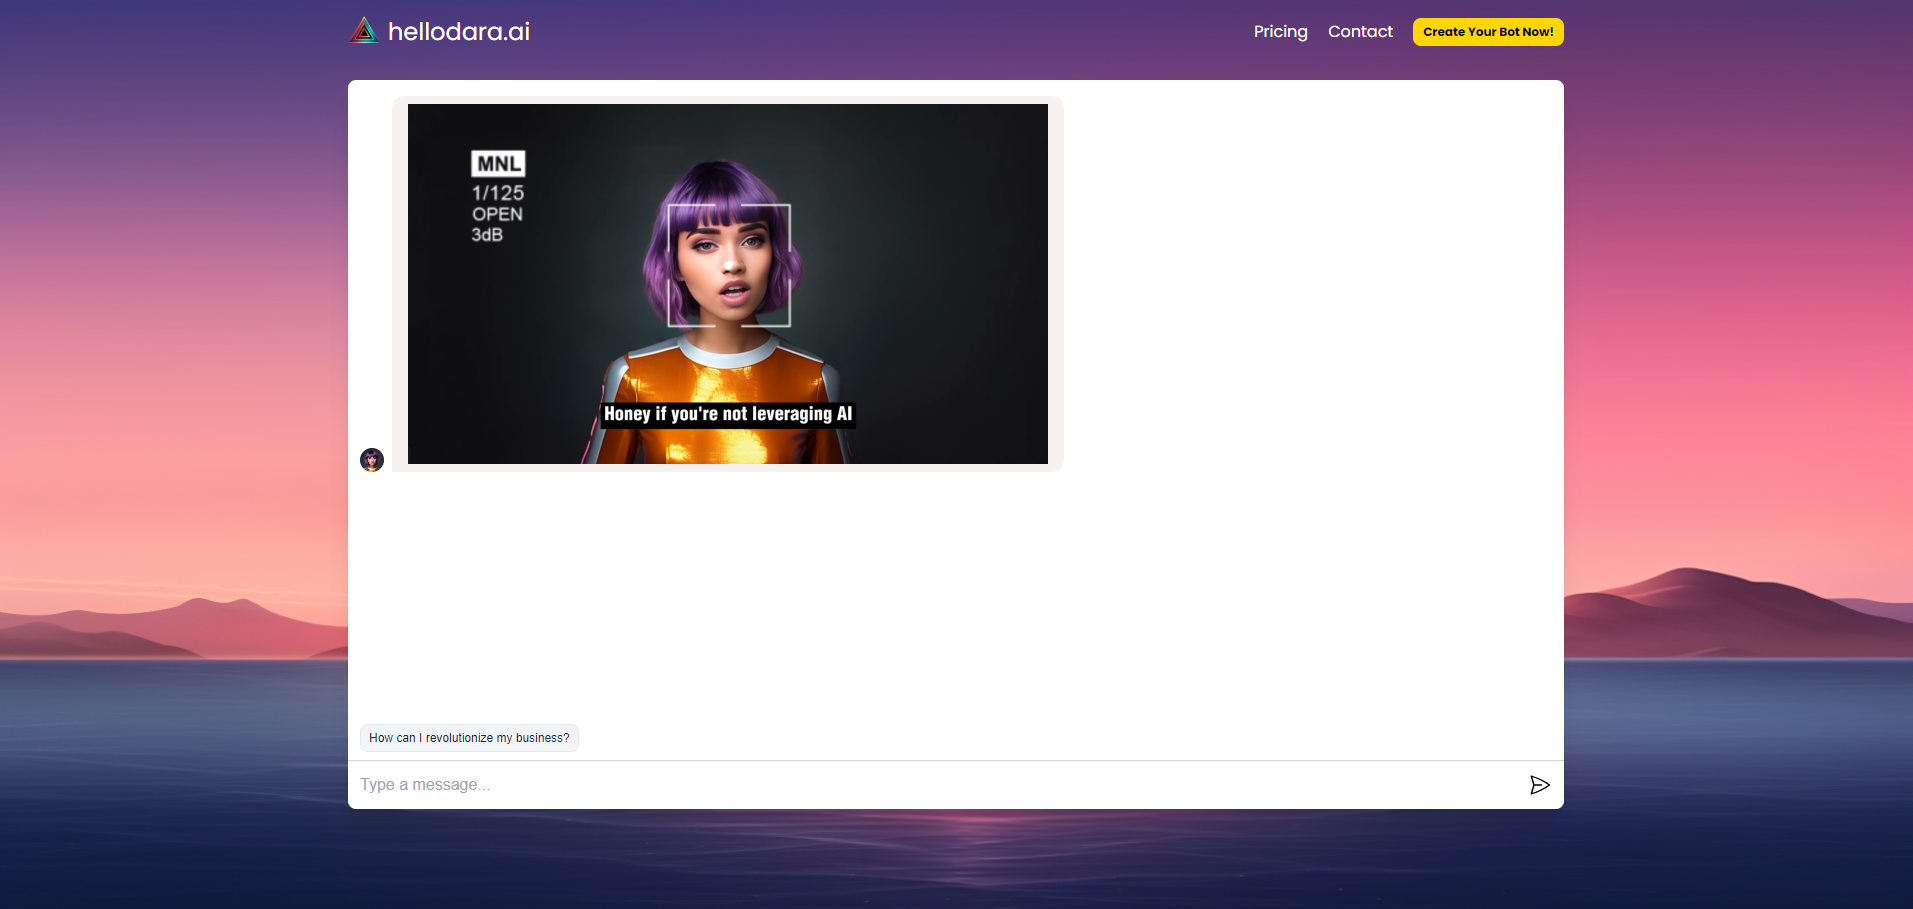 hellodara.ai
Pricing
Contact
Create Your Bot Now!
MNL
1/125
OPEN
3dB
Honey if you're not leveraging AI
How can I revolutionize my business?
Type a message...